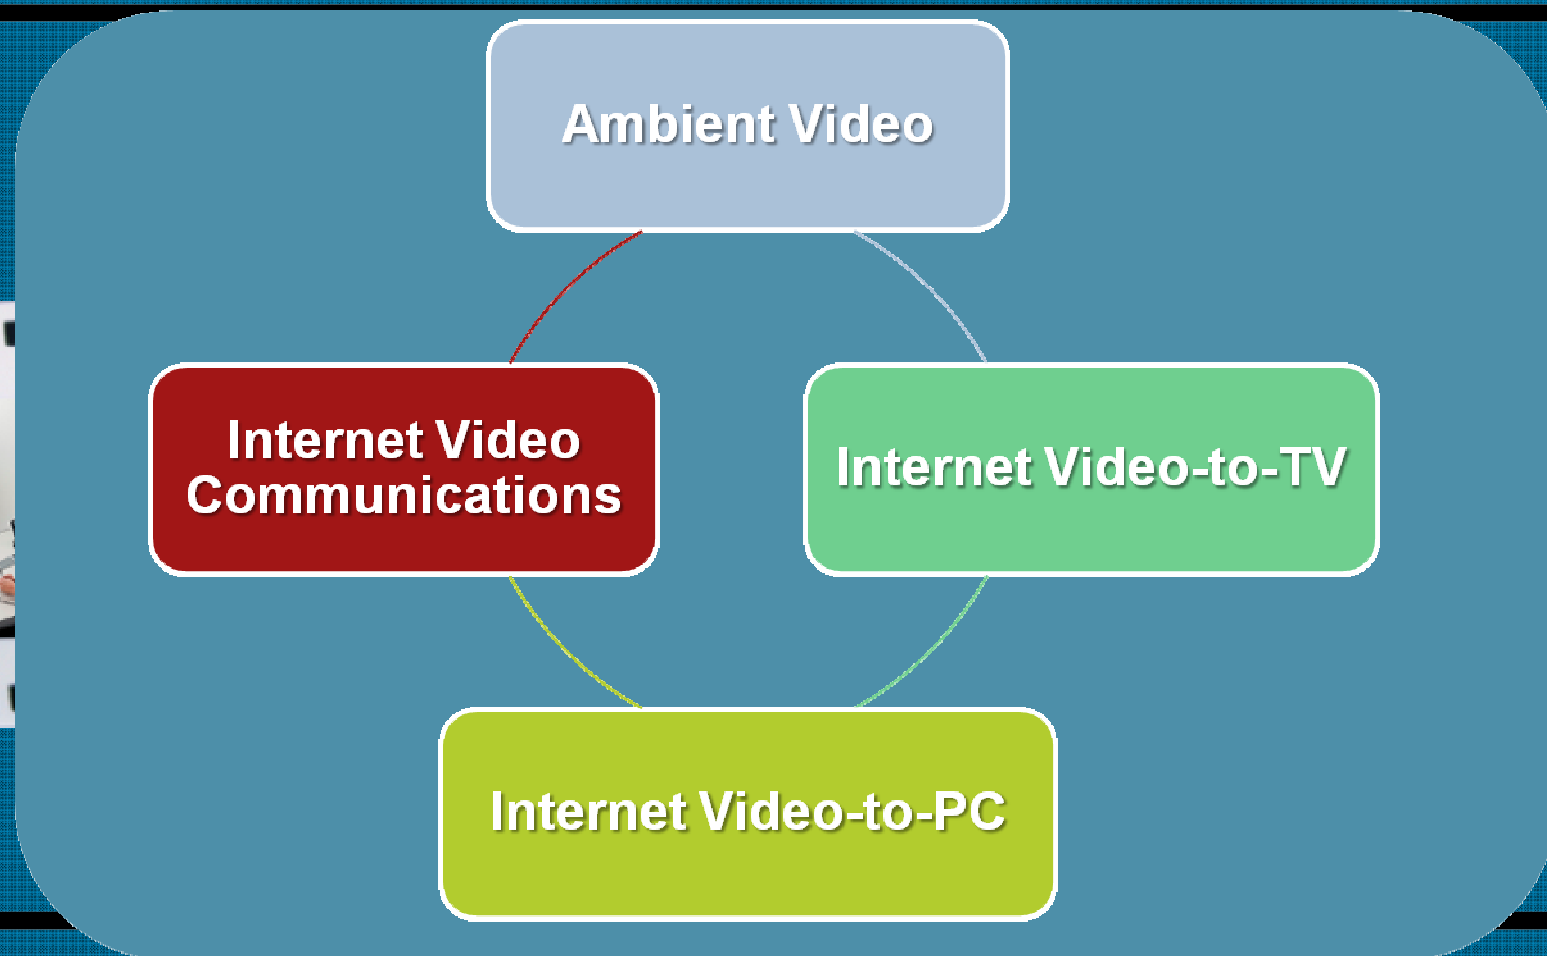 Ambient Video
Internet Video
Communications
Internet Video-to-TV
Internet Video-to-PC